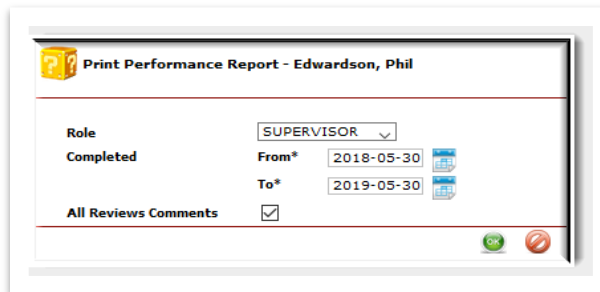 Print Performance Report - Edwardson, Phil
Role SUPERVISOR
Completed From* 2018-05-30
To* 2019-05-30
All Reviews Comments
OK